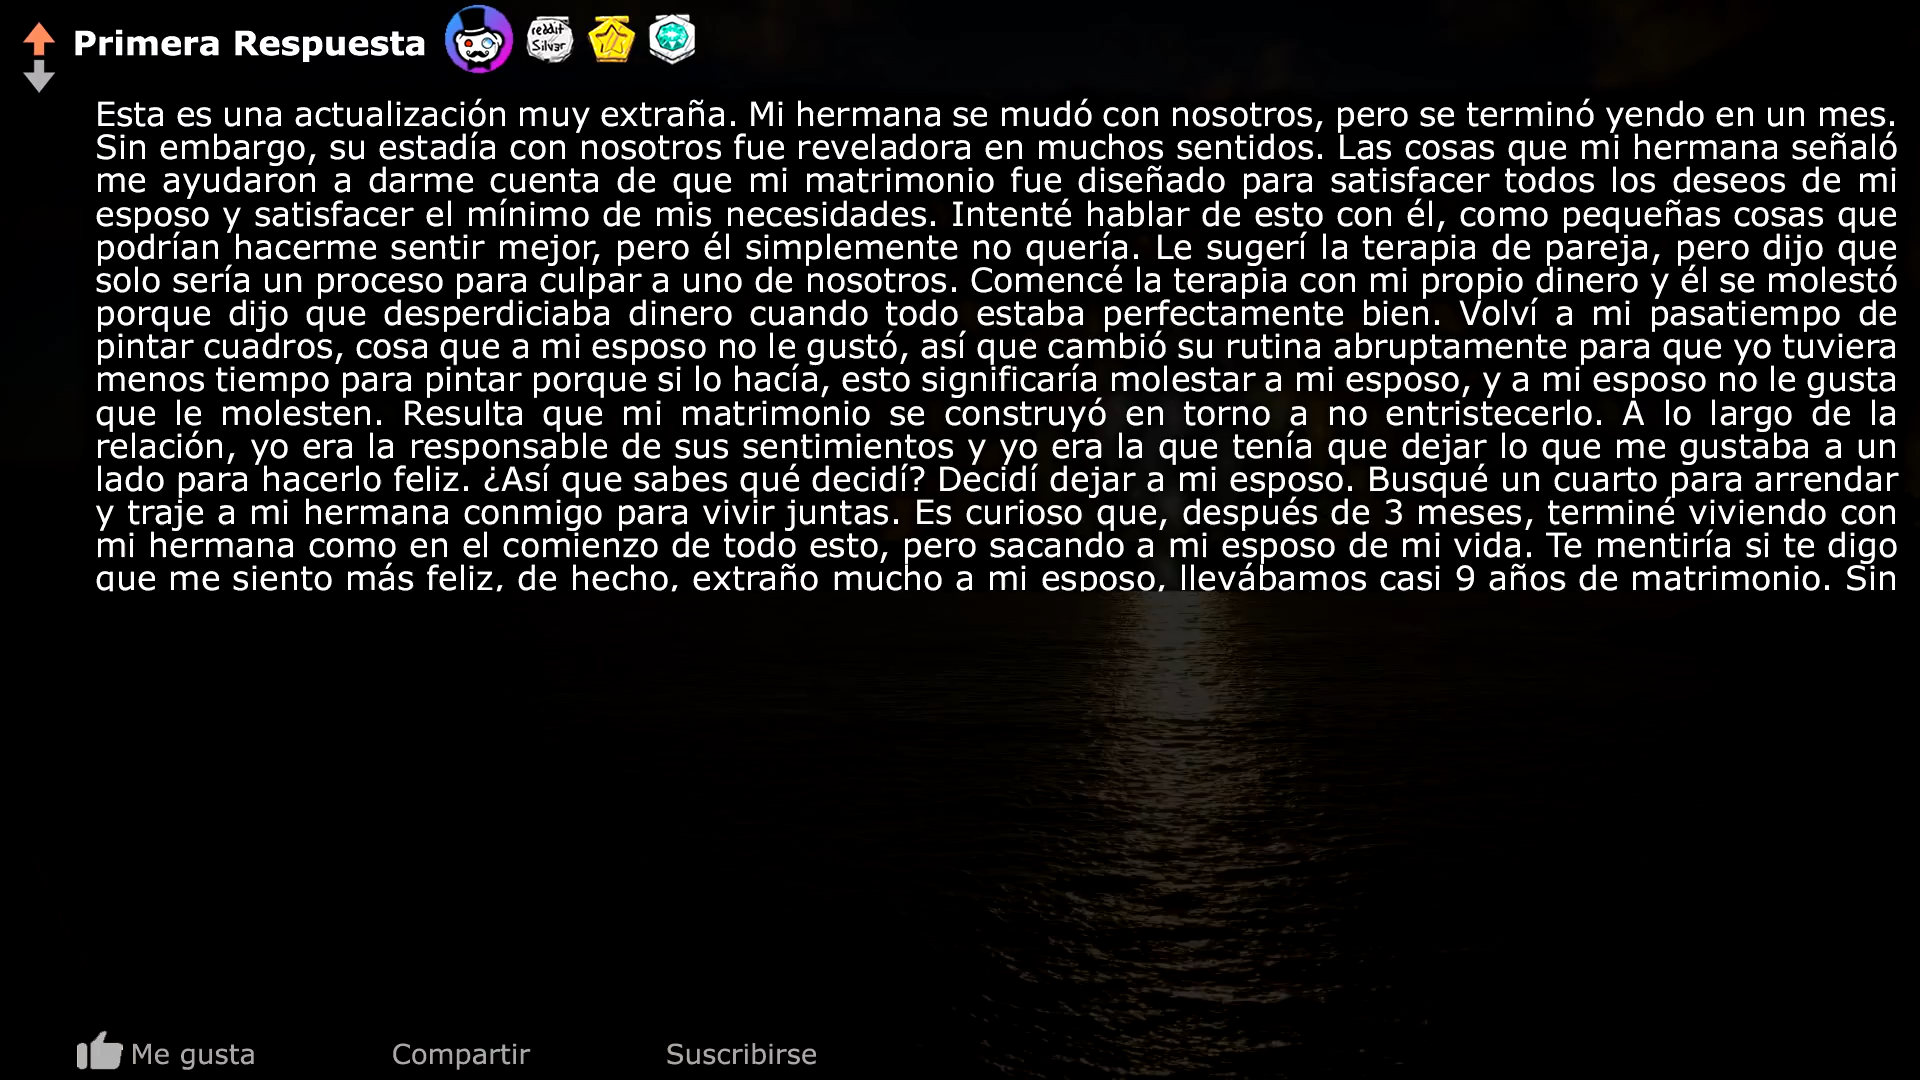 Primera Respuesta
reddit
Silver
Esta es una actualización muy extraña. Mi hermana se mudó con nosotros, pero se terminó yendo en un mes.
Sin embargo, su estadía con nosotros fue reveladora en muchos sentidos. Las cosas que mi hermana señaló
me ayudaron a darme cuenta de que mi matrimonio fue diseñado para satisfacer todos los deseos de mi
esposo y satisfacer el mínimo de mis necesidades. Intenté hablar de esto con él, como pequeñas cosas que
podrían hacerme sentir mejor, pero él simplemente no quería. Le sugerí la terapia de pareja, pero dijo que
solo sería un proceso para culpar a uno de nosotros. Comencé la terapia con mi propio dinero y él se molestó
porque dijo que desperdiciaba dinero cuando todo estaba perfectamente bien. Volví a mi pasatiempo de
pintar cuadros, cosa que a mi esposo no le gustó, así que cambió su rutina abruptamente para que yo tuviera
menos tiempo para pintar porque si lo hacía, esto significaría molestar a mi esposo, y a mi esposo no le gusta
que le molesten. Resulta que mi matrimonio se construyó en torno a no entristecerlo. A lo largo de la
relación, yo era la responsable de sus sentimientos y yo era la que tenía que dejar lo que me gustaba a un
lado para hacerlo feliz. ¿Así que sabes qué decidí? Decidí dejar a mi esposo. Busqué un cuarto para arrendar
y traje a mi hermana conmigo para vivir juntas. Es curioso que, después de 3 meses, terminé viviendo con
mi hermana como en el comienzo de todo esto, pero sacando a mi esposo de mi vida. Te mentiría si te digo
que me siento más feliz, de hecho, extraño mucho a mi esposo, llevábamos casi 9 años de matrimonio. Sin
Me gusta
Compartir
Suscribirse